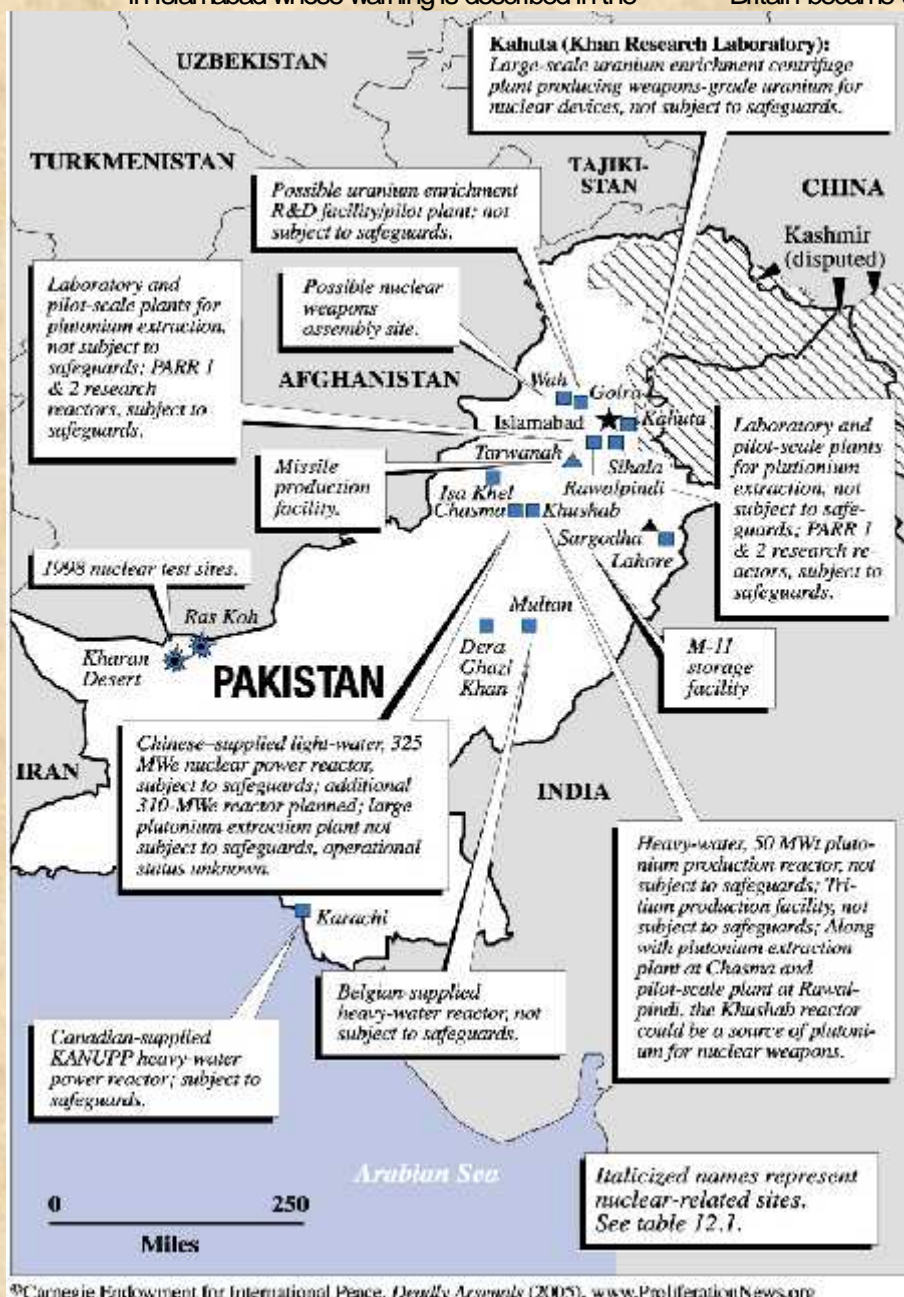 in Islamabad whose warning is described in the
Britain became
Kahuta (Khan Research Laboratory):
Large-scale uranium enrichment centrifuge
plant producing weapons-grade uranium for
nuclear devices, not subject to safeguards.
UZBEKISTAN
TURKMENISTAN
TAJIKI-
STAN
CHINA
Possible uranium enrichment
R&D facility/pilot plant; not
subject to safeguards.
Kashmir
(disputed)
Laboratory and
pilot-scale plants for
plutonium extraction,
not subject to
safeguards; PARR 1
& 2 research
reactors, subject to
safeguards.
Possible nuclear
weapons
assembly site.
AFGHANISTAN
Wah
Golra
Islamabad
Kahuta
Tarwanah
Sihala
Rawalpindi
Laboratory and
pilot-scale plants
for plutionium
extraction, not
subject to safe-
guards; PARR 1
& 2 research re-
actors, subject to
safeguards.
Missile
production
facility.
Isa Khel
Chasma
Khushab
Sargodha
Lahore
1998 nuclear test sites.
Ras Koh
Kharan
Desert
Multan
Dera
Ghazi
Khan
M-11
storage
facility
PAKISTAN
IRAN
INDIA
Chinese-supplied light-water, 325
MWe nuclear power reactor,
subject to safeguards; additional
310-MWe reactor planned; large
plutonium extraction plant not
subject to safeguards, operational
status unknown.
Heavy-water, 50 MWt pluto-
nium production reactor, not
subject to safeguards; Tri-
tium production facility, not
subject to safeguards; Along
with plutonium extraction
plant at Chasma and
pilot-scale plant at Rawal-
pindi, the Khushab reactor
could be a source of plutoni-
um for nuclear weapons.
Karachi
Belgian-supplied
heavy-water reactor, not
subject to safeguards.
Canadian-supplied
KANUPP heavy-water
power reactor; subject to
safeguards.
Arabian Sea
0 250
Miles
Italicized names represent
nuclear-related sites.
See table 12.1.
©Carnegie Endowment for International Peace, Deadly Arsenals (2005), www.ProliferationNews.org